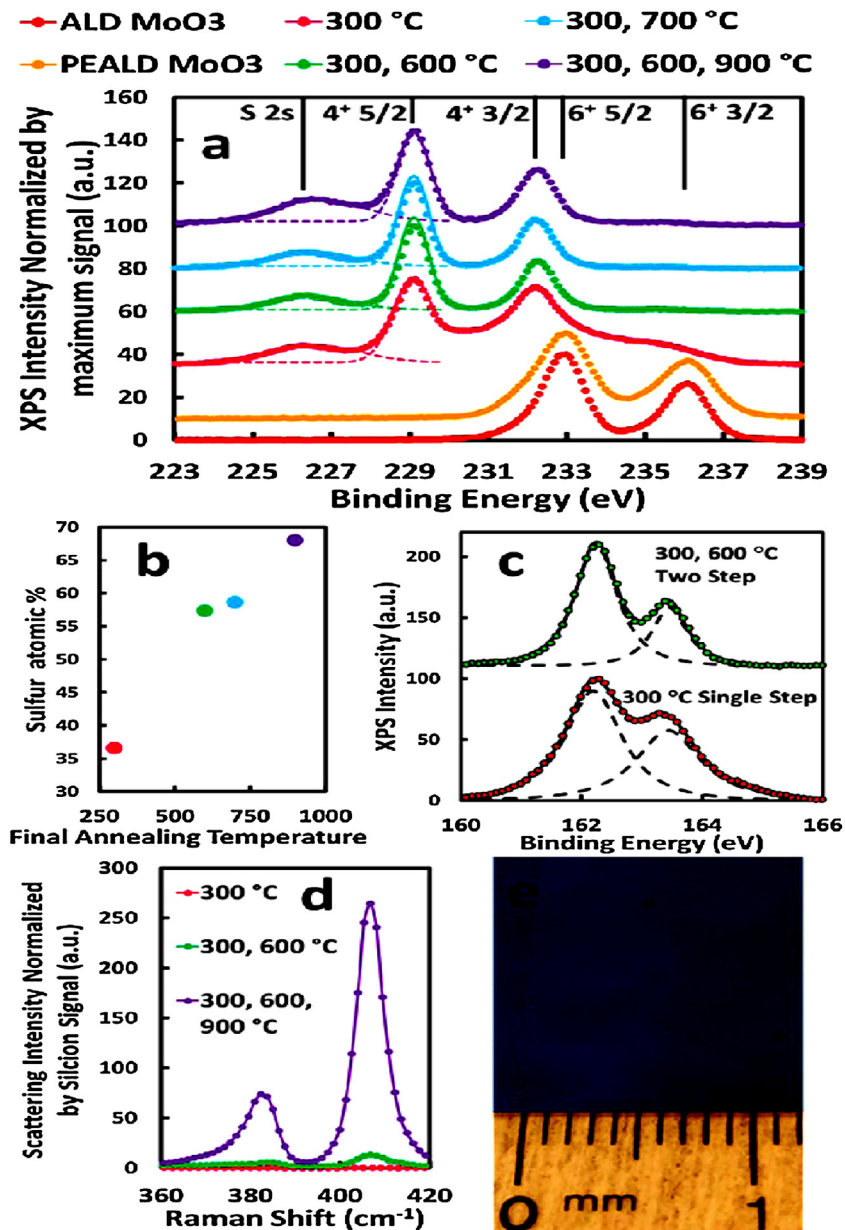 ALD MoO3 300 °C 300, 700 °C
PEALD MoO3 300, 600 °C 300, 600, 900 °C
XPS Intensity Normalized by
maximum signal (a.u.)
160
140
120
100
80
60
40
20
0
S 2s 4⁺ 5/2 4⁺ 3/2 6⁺ 5/2 6⁺ 3/2
a
223 225 227 229 231 233 235 237 239
Binding Energy (eV)
Sulfur atomic %
70
65
60
55
50
45
40
35
30
b
250 500 750 1000
Final Annealing Temperature
XPS Intensity (a.u.)
200
150
100
50
0
c
300, 600 °C
Two Step
300 °C Single Step
160 162 164 166
Binding Energy (eV)
Scattering Intensity Normalized
by Silcion Signal (a.u.)
300
250
200
150
100
50
0
300 °C
300, 600 °C
300, 600,
900 °C
d
360 380 400 420
Raman Shift (cm⁻¹)
e
0 mm 1